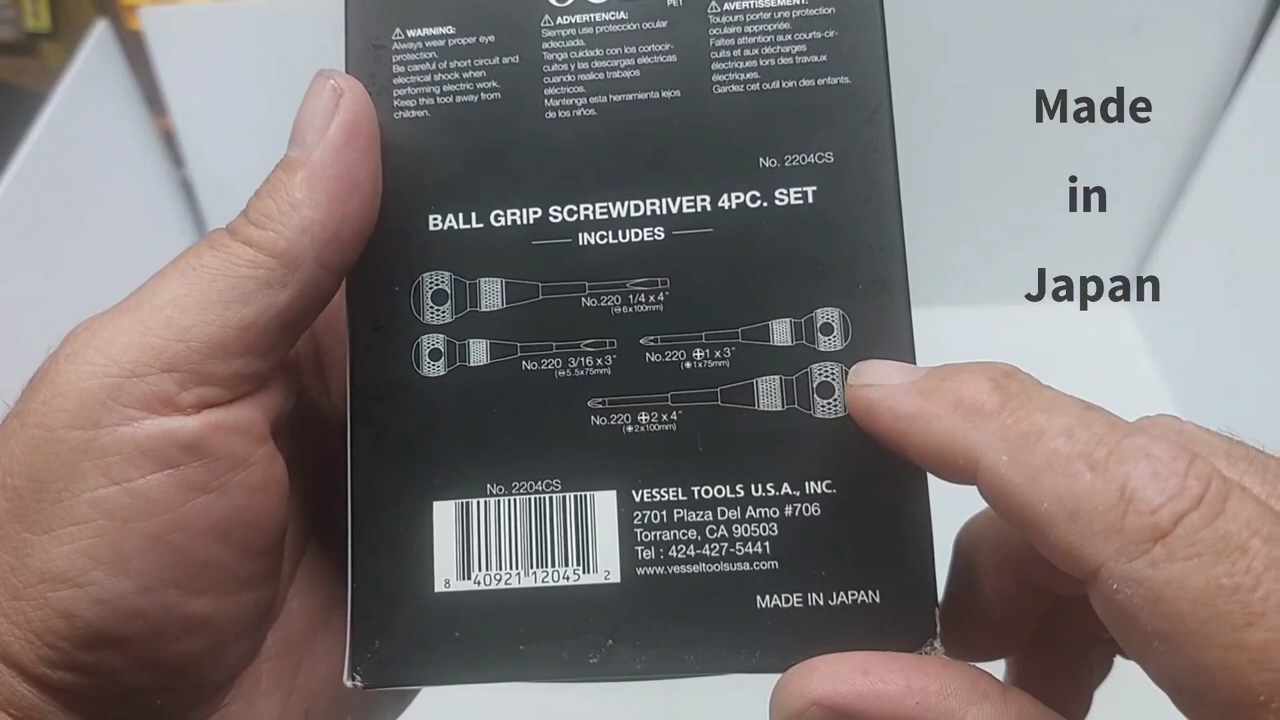 PET
⚠ WARNING:
Always wear proper eye
protection.
Be careful of short circuit and
electrical shock when
performing electric work.
Keep this tool away from
children.
⚠ ADVERTENCIA:
Siempre use protección ocular
adecuada.
Tenga cuidado con los cortocir-
cuitos y las descargas eléctricas
cuando realice trabajos
eléctricos.
Mantenga esta herramienta lejos
de los niños.
⚠ AVERTISSEMENT:
Toujours porter une protection
oculaire appropriée.
Faites attention aux courts-cir-
cuits et aux décharges
électriques lors des travaux
électriques.
Gardez cet outil loin des enfants.
No. 2204CS
BALL GRIP SCREWDRIVER 4PC. SET
INCLUDES
No.220 1/4 x 4"
(⊖6x100mm)
No.220 3/16 x 3"
(⊖5.5x75mm)
No.220 ⊕1 x 3"
(⊕1x75mm)
No.220 ⊕2 x 4"
(⊕2x100mm)
No. 2204CS
8 40921 12045 2
VESSEL TOOLS U.S.A., INC.
2701 Plaza Del Amo #706
Torrance, CA 90503
Tel : 424-427-5441
www.vesseltoolsusa.com
MADE IN JAPAN
Made
in
Japan